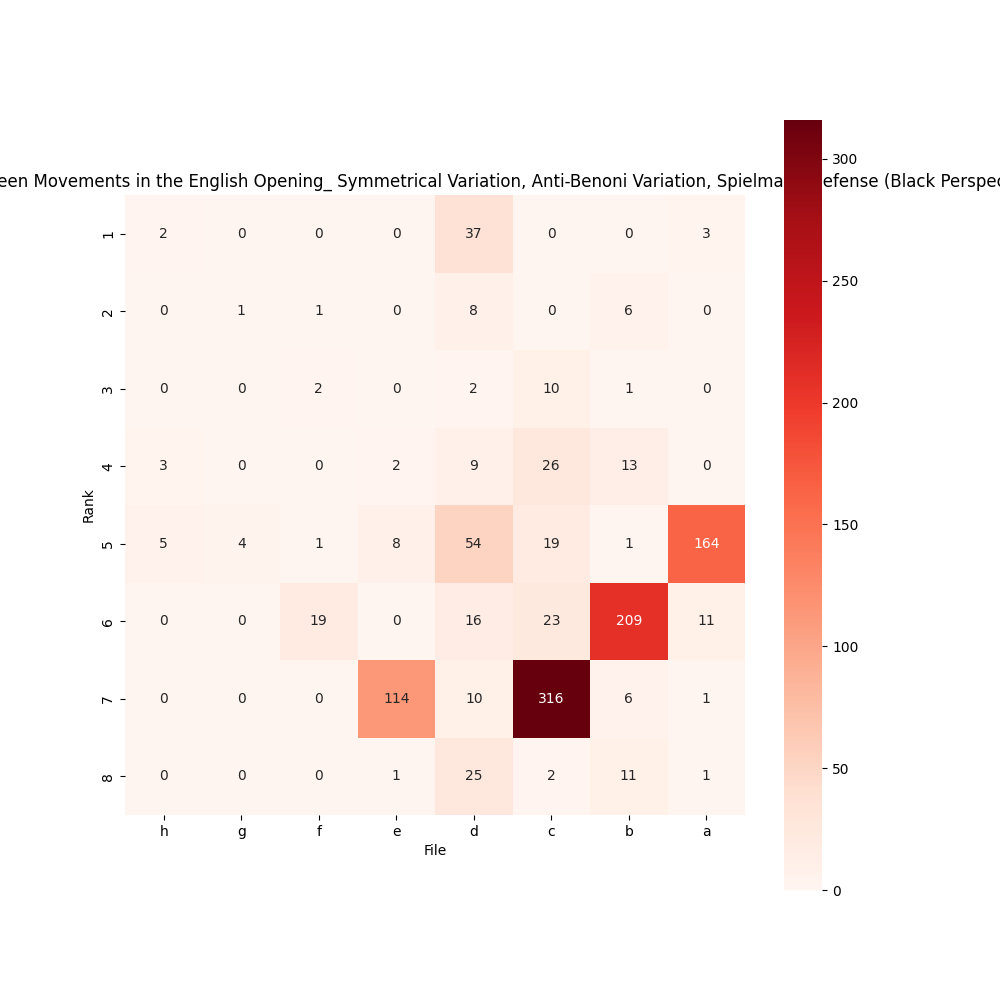 een Movements in the English Opening_ Symmetrical Variation, Anti-Benoni Variation, Spielma efense (Black Perspec
300
250
200
150
100
50
0
1 2 0 0 0 37 0 0 3
2 0 1 1 0 8 0 6 0
3 0 0 2 0 2 10 1 0
4 3 0 0 2 9 26 13 0
5 5 4 1 8 54 19 1 164
6 0 0 19 0 16 23 209 11
7 0 0 0 114 10 316 6 1
8 0 0 0 1 25 2 11 1
Rank
h g f e d c b a
File